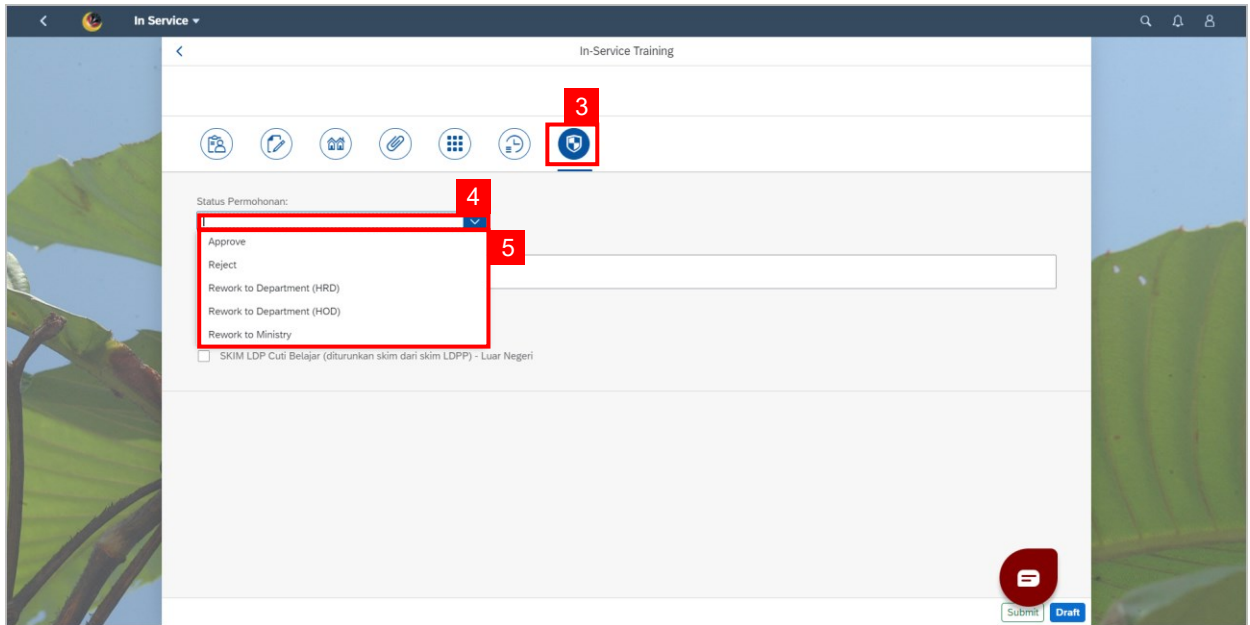 In Service
In-Service Training
3
Status Permohonan:
4
Approve
5
Reject
Rework to Department (HRD)
Rework to Department (HOD)
Rework to Ministry
SKIM LDP Cuti Belajar (diturunkan skim dari skim LDPP) - Luar Negeri
Submit Draft